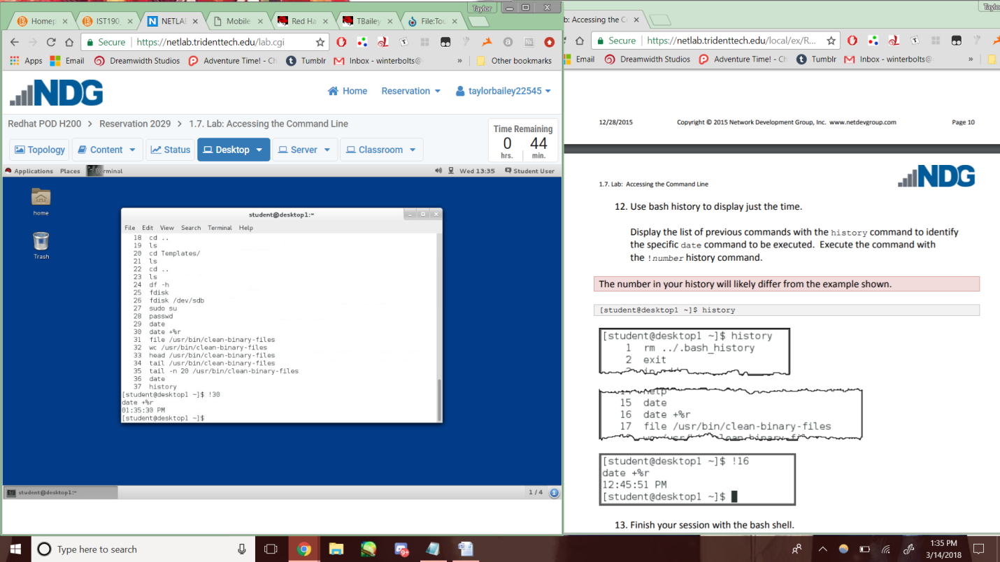 Taylor
Homep
IST190_
NETLAB
Mobile
Red Ha
TBailey
File:Tou
Secure
https://netlab.tridenttech.edu/lab.cgi
Apps
Email
Dreamwidth Studios
Adventure Time! - Ch
Tumblr
Inbox - winterbolts@
»
Other bookmarks
NDG
Home
Reservation
taylorbailey22545
Redhat POD H200 > Reservation 2029 > 1.7. Lab: Accessing the Command Line
Time Remaining
0 44
hrs. min.
Topology
Content
Status
Desktop
Server
Classroom
Applications Places Terminal
Wed 13:35 Student User
home
Trash
student@desktop1:~
File Edit View Search Terminal Help
18 cd ..
19 ls
20 cd Templates/
21 ls
22 cd ..
23 ls
24 df -h
25 fdisk
26 fdisk /dev/sdb
27 sudo su
28 passwd
29 date
30 date +%r
31 file /usr/bin/clean-binary-files
32 wc /usr/bin/clean-binary-files
33 head /usr/bin/clean-binary-files
34 tail /usr/bin/clean-binary-files
35 tail -n 20 /usr/bin/clean-binary-files
36 date
37 history
[student@desktop1 ~]$ !30
date +%r
01:35:30 PM
[student@desktop1 ~]$
student@desktop1:~
1 / 4
1
Taylo
b: Accessing the Co
Secure
https://netlab.tridenttech.edu/local/ex/R...
Email
Dreamwidth Studios
Adventure Time! - Ch
Tumblr
Inbox - winterbolts@
»
12/28/2015 Copyright © 2015 Network Development Group, Inc. www.netdevgroup.com Page 10
1.7. Lab: Accessing the Command Line
NDG
12. Use bash history to display just the time.
Display the list of previous commands with the history command to identify
the specific date command to be executed. Execute the command with
the !number history command.
The number in your history will likely differ from the example shown.
[student@desktop1 ~]$ history
[student@desktop1 ~]$ history
1 rm ../.bash_history
2 exit
15 date
16 date +%r
17 file /usr/bin/clean-binary-files
[student@desktop1 ~]$ !16
date +%r
12:45:51 PM
[student@desktop1 ~]$
13. Finish your session with the bash shell.
Type here to search
9+
1:35 PM
3/14/2018